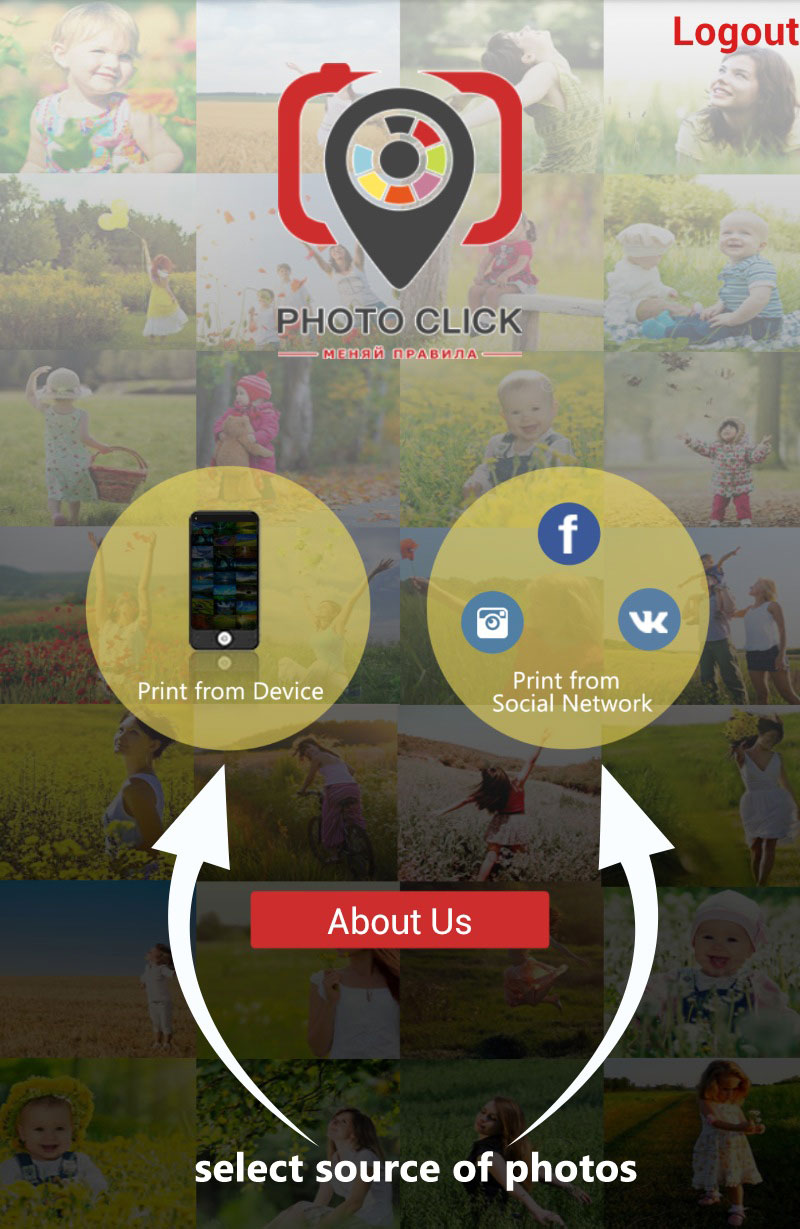 Logout
PHOTO CLICK
МЕНЯЙ ПРАВИЛА
Print from Device
Print from
Social Network
About Us
select source of photos